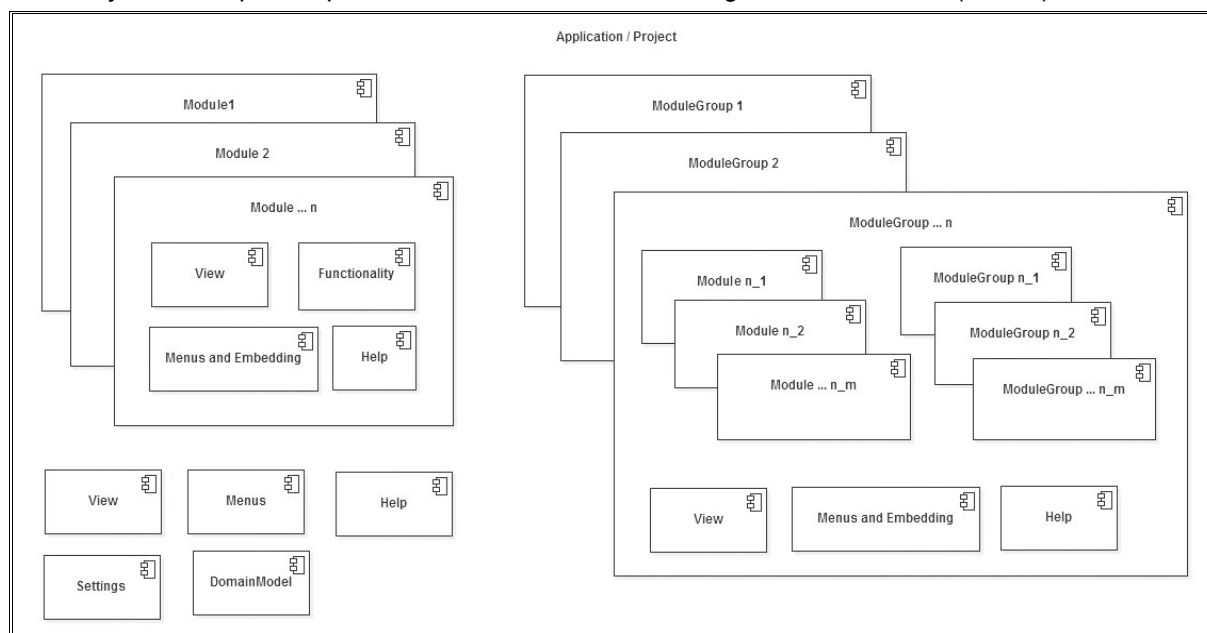 Application / Project
Module1
Module 2
Module ... n
View
Functionality
Menus and Embedding
Help
ModuleGroup 1
ModuleGroup 2
ModuleGroup ... n
Module n_1
Module n_2
Module ... n_m
ModuleGroup n_1
ModuleGroup n_2
ModuleGroup ... n_m
View
Menus and Embedding
Help
View
Menus
Help
Settings
DomainModel